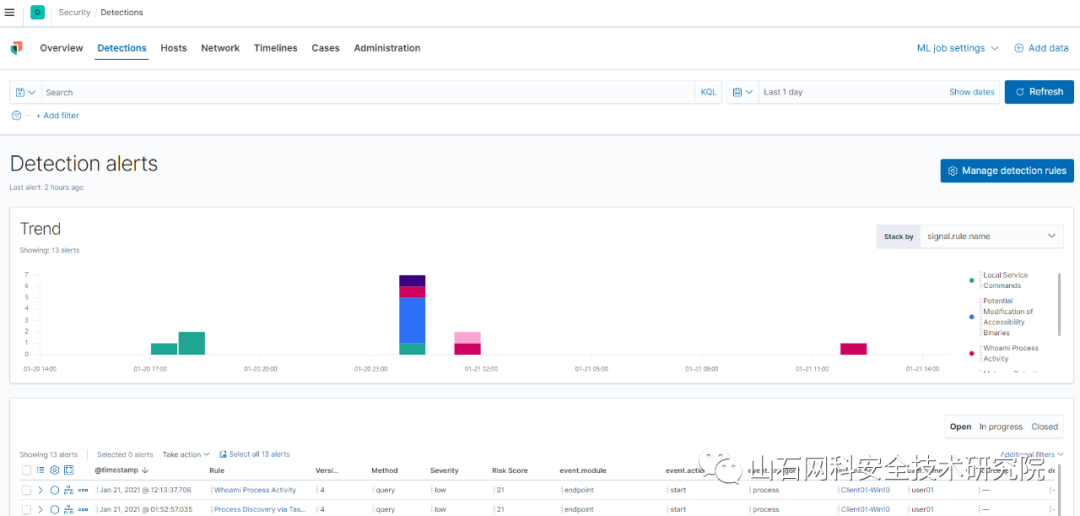 D Security / Detections
Overview Detections Hosts Network Timelines Cases Administration ML job settings Add data
Search KQL Last 1 day Show dates Refresh
+ Add filter
Detection alerts
Manage detection rules
Last alert: 2 hours ago
Trend
Stack by signal.rule.name
Showing: 13 alerts
7
6
5
4
3
2
1
0
01-20 14:00 01-20 17:00 01-20 20:00 01-20 23:00 01-21 02:00 01-21 05:00 01-21 08:00 01-21 11:00 01-21 14:00
Local Service
Commands
Potential
Modification of
Accessibility
Binaries
Whoami Process
Activity
Open In progress Closed
Showing 13 alerts Selected 0 alerts Take action Select all 13 alerts Additional filters
山石网科安全技术研究院
@timestamp Rule Versi... Method Severity Risk Score event.module event.actio
Jan 21, 2021 @ 12:13:37.706 Whoami Process Activity 4 query low 21 endpoint start process Client01-Win10 user01 —
Jan 21, 2021 @ 01:52:57.035 Process Discovery via Tas... 4 query low 21 endpoint start process Client01-Win10 user01 —